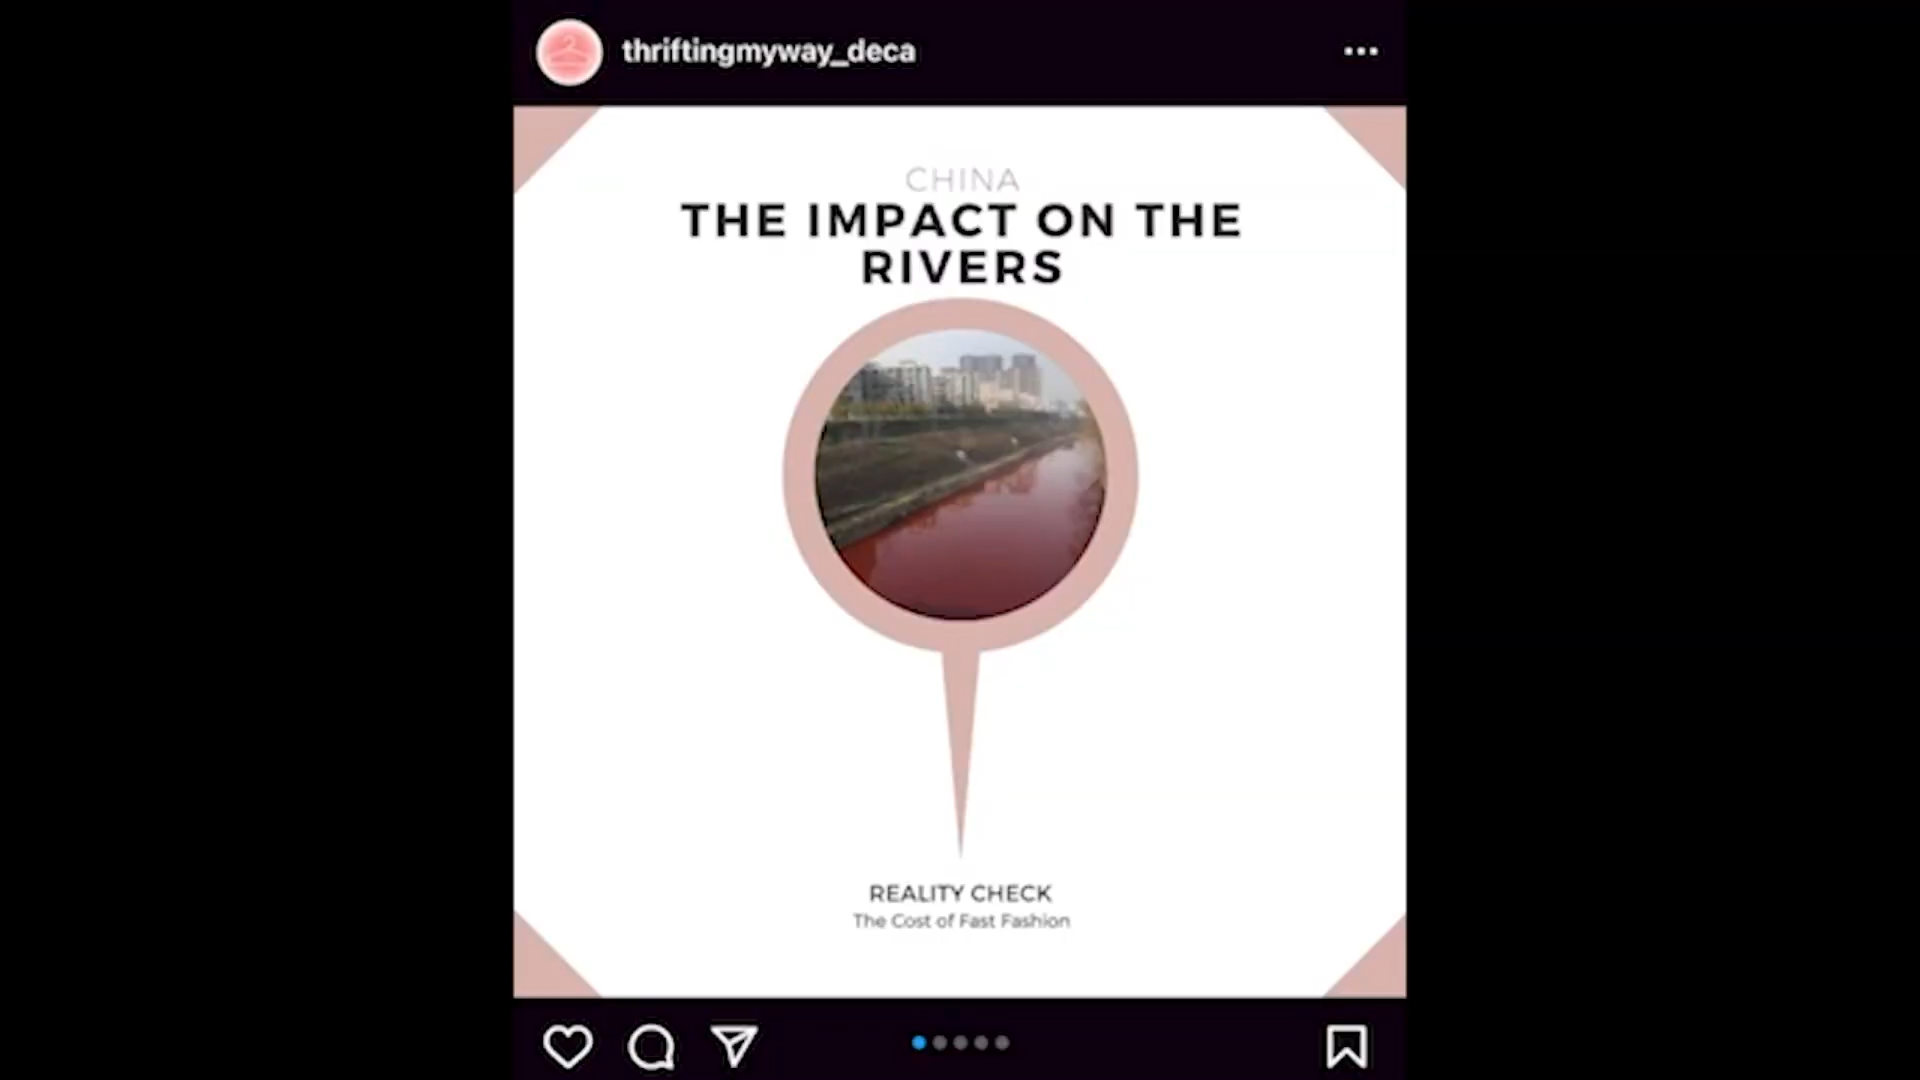 thriftingmyway_deca
CHINA
THE IMPACT ON THE
RIVERS
REALITY CHECK
The Cost of Fast Fashion